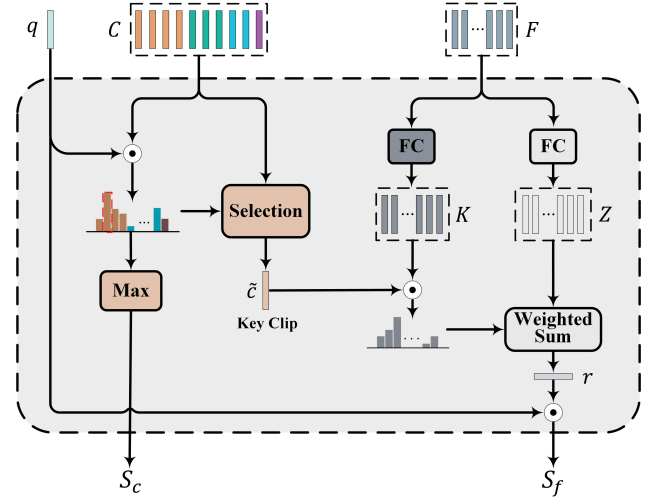 q
C
F
FC
FC
K
Z
...
Selection
Max
c̃
Key Clip
...
Weighted
Sum
r
S_c
S_f